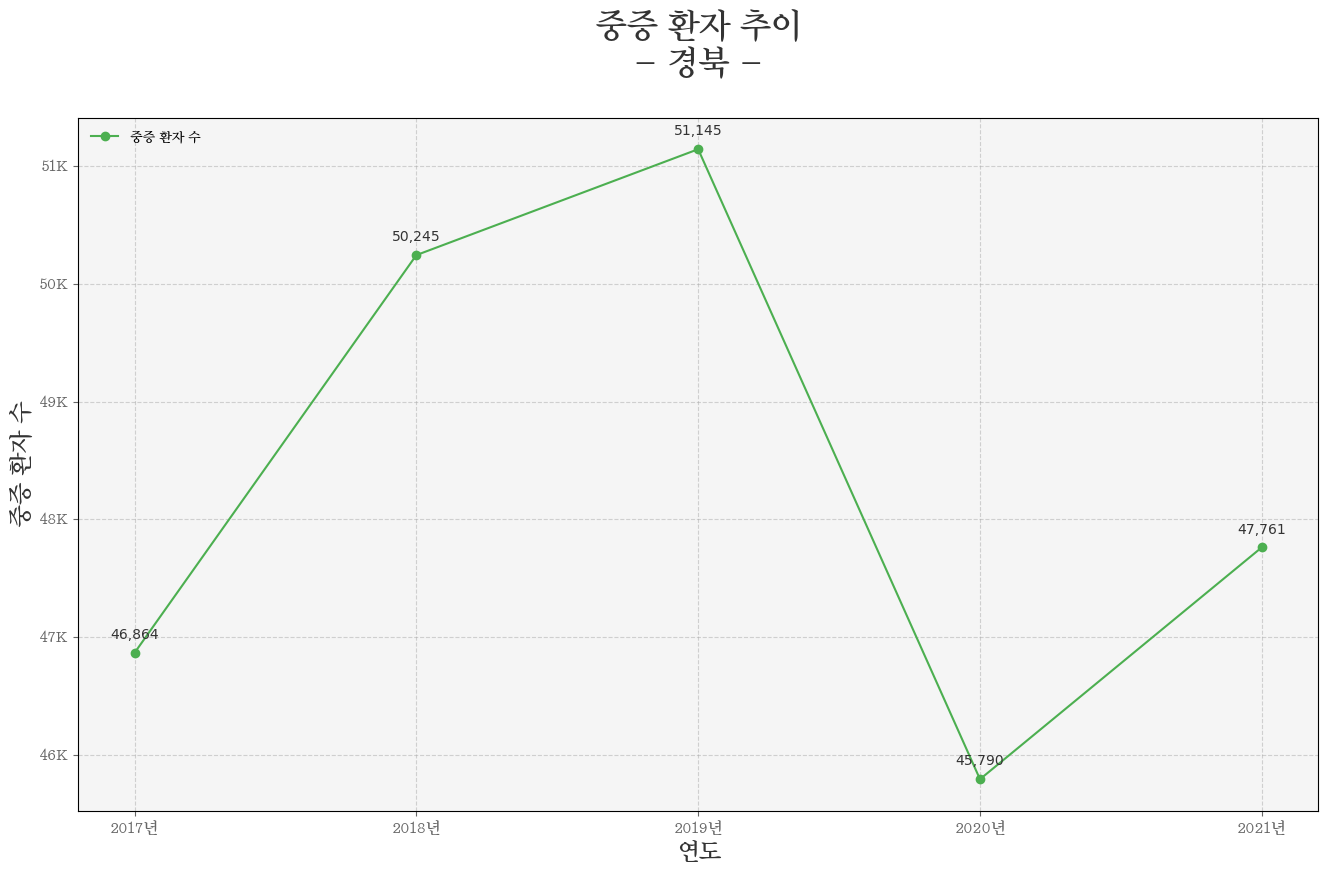 중증 환자 추이
- 경북 -
중증 환자 수
51,145
51K
50,245
50K
49K
중증 환자 수
48K
47,761
46,864
47K
45,790
46K
2017년 2018년 2019년 2020년 2021년
연도